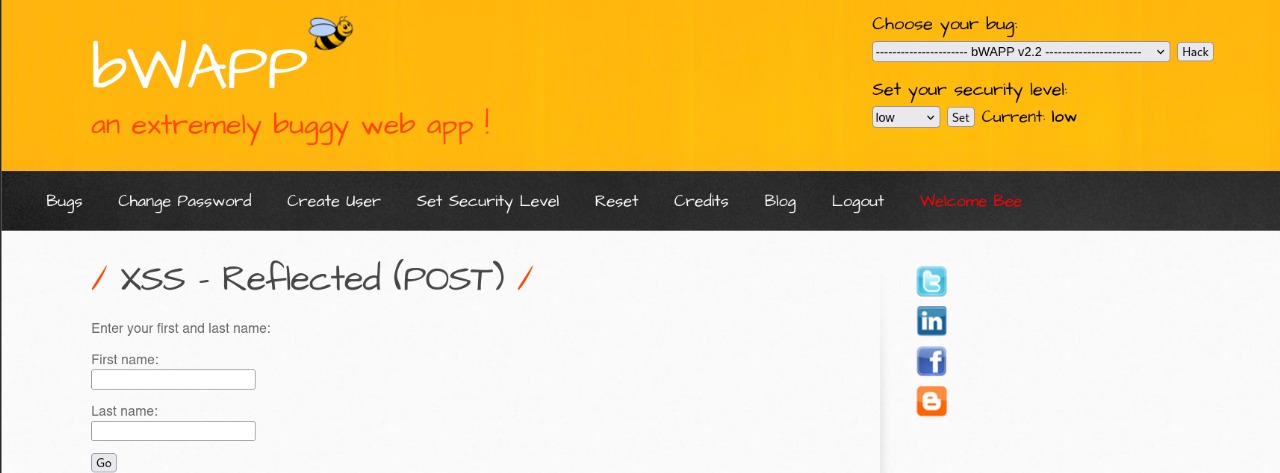 bWAPP
an extremely buggy web app !
Choose your bug:
---------------------- bWAPP v2.2 -----------------------
Hack
Set your security level:
low
Set
Current: low
Bugs
Change Password
Create User
Set Security Level
Reset
Credits
Blog
Logout
Welcome Bee
/ XSS - Reflected (POST) /
Enter your first and last name:
First name:
Last name:
Go